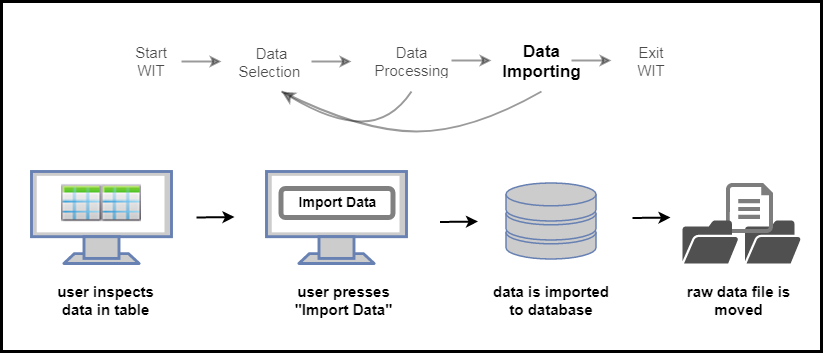 Start
WIT
Data
Selection
Data
Processing
Data
Importing
Exit
WIT
Import Data
user inspects
data in table
user presses
"Import Data"
data is imported
to database
raw data file is
moved